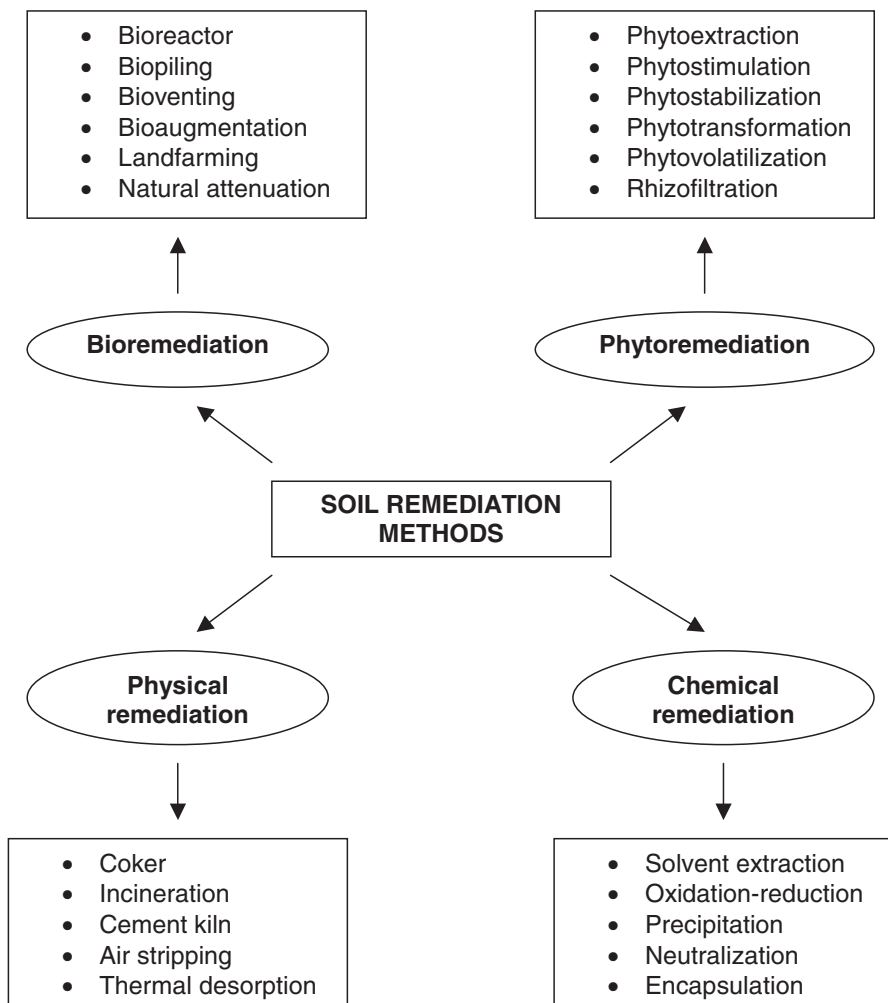 • Bioreactor
• Biopiling
• Bioventing
• Bioaugmentation
• Landfarming
• Natural attenuation
• Phytoextraction
• Phytostimulation
• Phytostabilization
• Phytotransformation
• Phytovolatilization
• Rhizofiltration
Bioremediation
Phytoremediation
SOIL REMEDIATION
METHODS
Physical
remediation
Chemical
remediation
• Coker
• Incineration
• Cement kiln
• Air stripping
• Thermal desorption
• Solvent extraction
• Oxidation-reduction
• Precipitation
• Neutralization
• Encapsulation